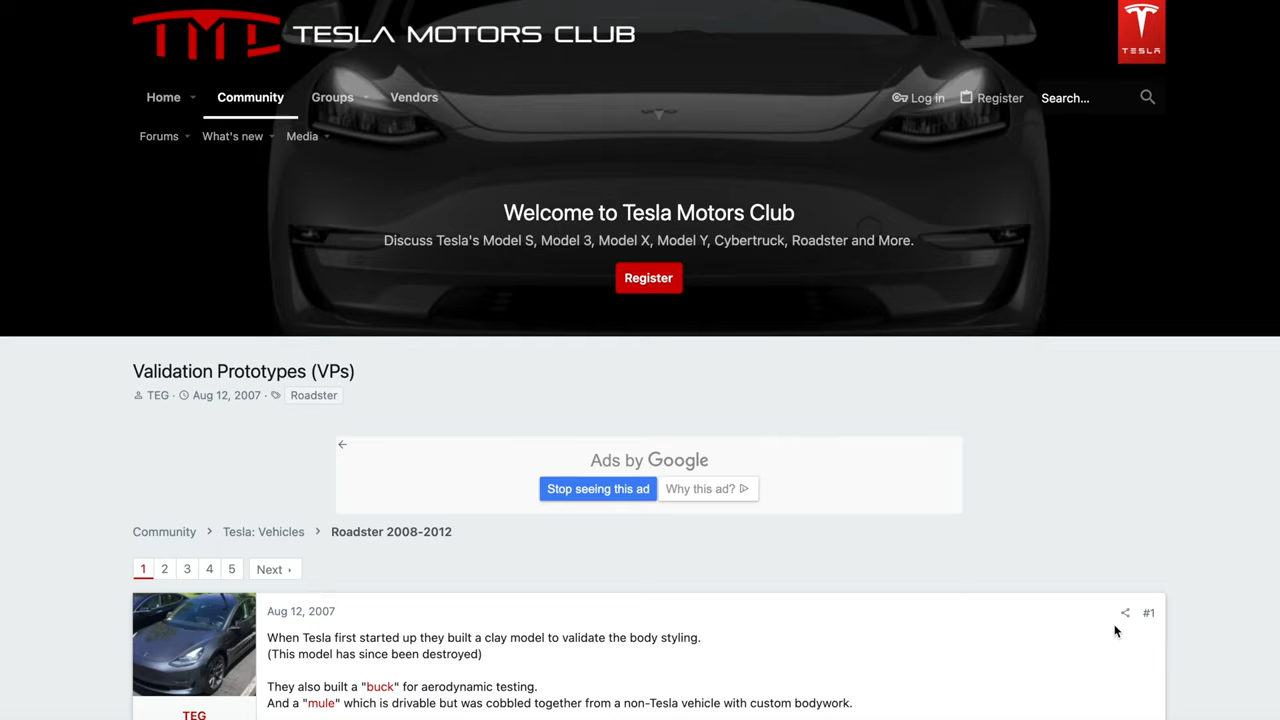 TESLA MOTORS CLUB
TESLA
Home Community Groups Vendors Log in Register Search...
Forums What's new Media
Welcome to Tesla Motors Club
Discuss Tesla's Model S, Model 3, Model X, Model Y, Cybertruck, Roadster and More.
Register
Validation Prototypes (VPs)
TEG · Aug 12, 2007 · Roadster
Ads by Google
Stop seeing this ad Why this ad?
Community Tesla: Vehicles Roadster 2008-2012
1 2 3 4 5 Next
Aug 12, 2007 #1
When Tesla first started up they built a clay model to validate the body styling.
(This model has since been destroyed)
They also built a "buck" for aerodynamic testing.
And a "mule" which is drivable but was cobbled together from a non-Tesla vehicle with custom bodywork.
TEG